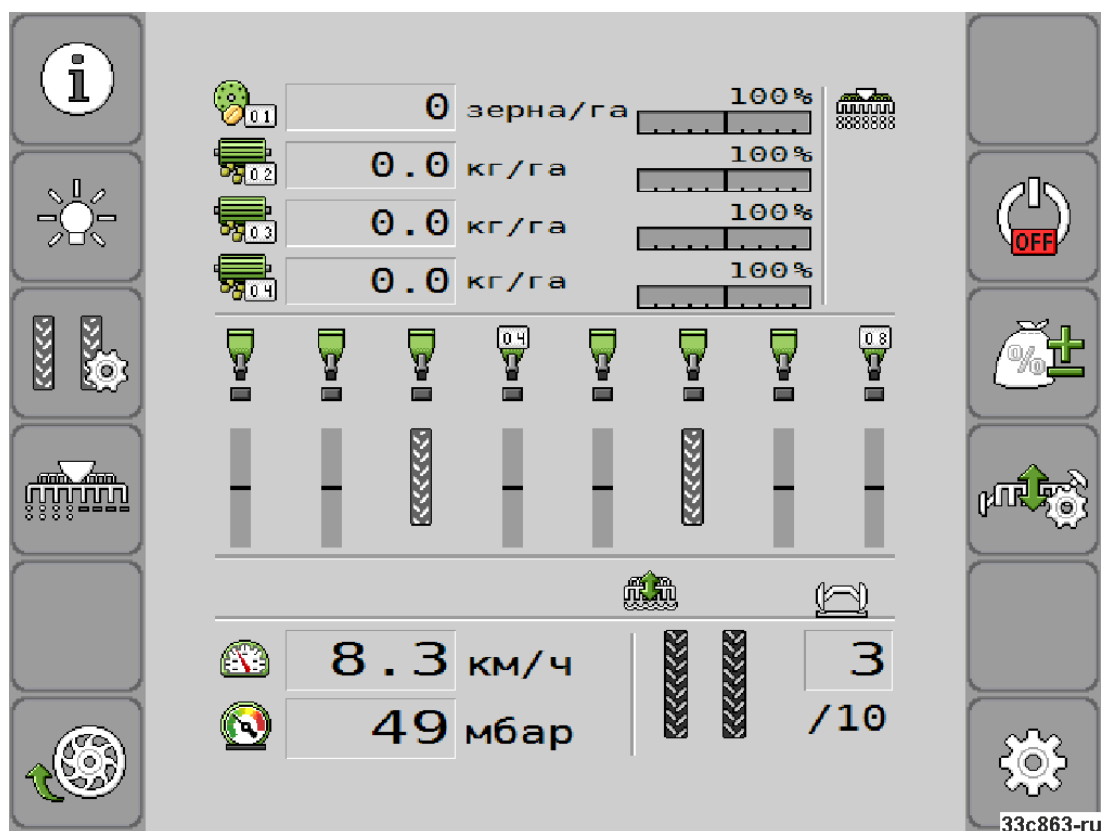 i
01 0 зерна/га 100%
02 0.0 кг/га 100%
03 0.0 кг/га 100%
04 0.0 кг/га 100%
OFF
%
04 08
8.3 км/ч 3
49 мбар /10
33c863-ru